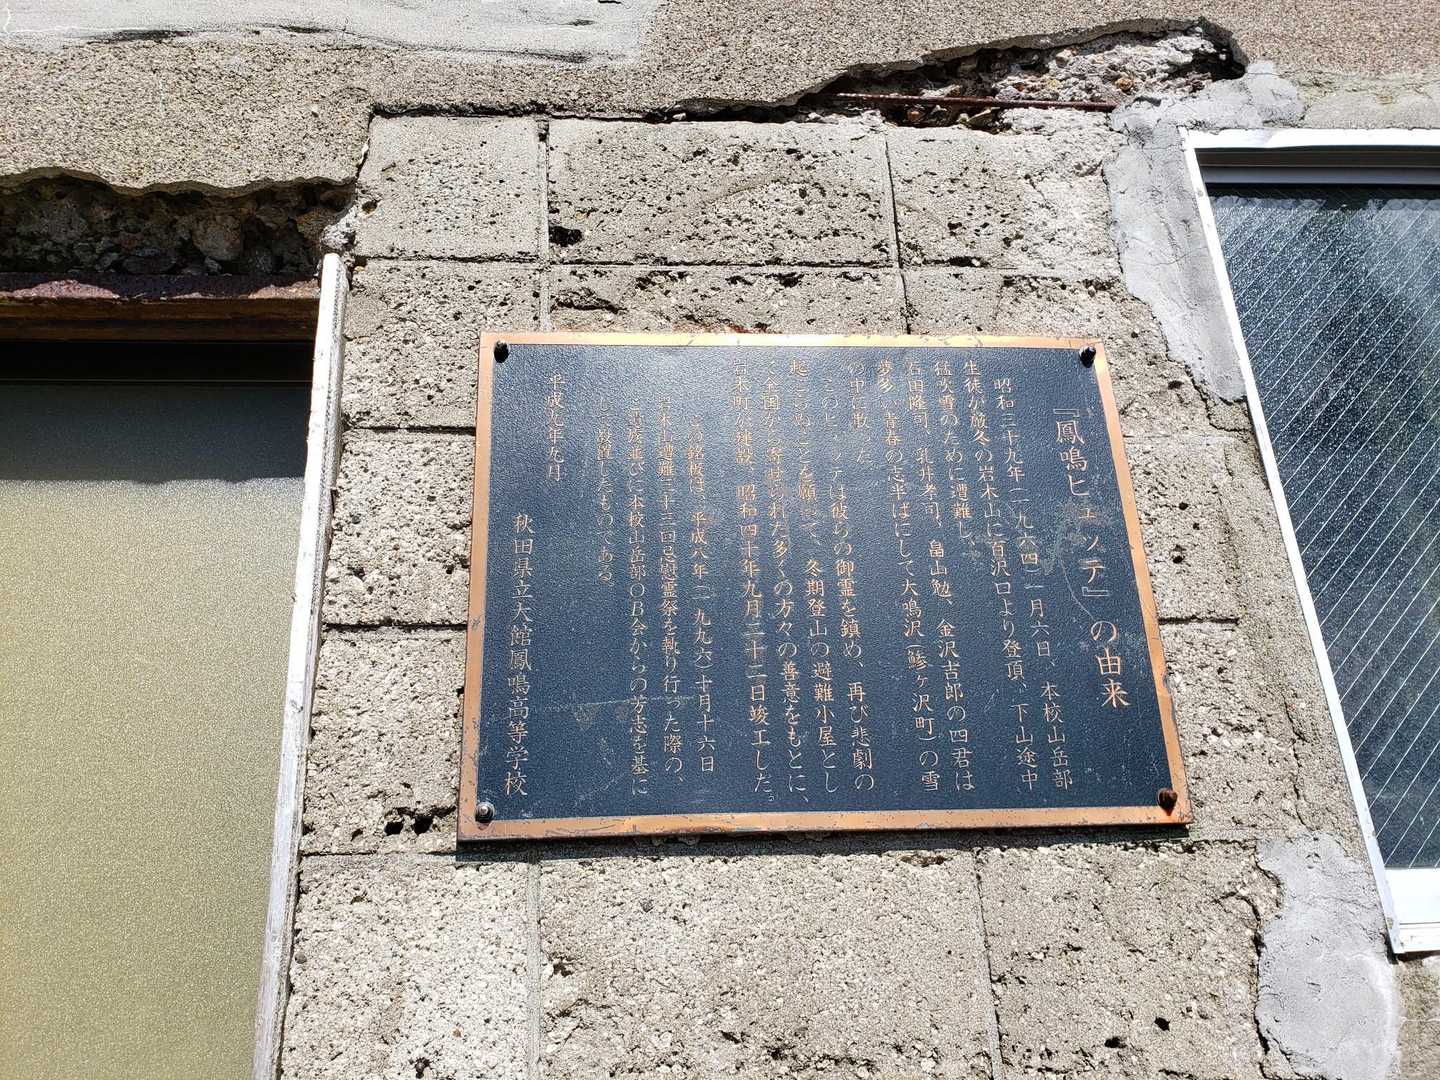 『鳳鳴ヒュッテ』の由来
昭和三十九年(一九六四)一月六日、本校山岳部
生徒が厳冬の岩木山に百沢口より登頂、下山途中
猛吹雪のために遭難し、
石田隆司、乳井孝司、畠山勉、金沢吉郎の四君は
夢多い青春の志半ばにして大鳴沢(鰺ヶ沢町)の雪
の中に散った
このヒュッテは彼らの御霊を鎮め、再び悲劇の
起こらぬことを願って、冬期登山の避難小屋とし
て全国から寄せられた多くの方々の善意をもとに、
岩木町が建設、昭和四十年九月二十二日竣工した。
この銘板は、平成八年(一九九六)十月十六日
岩木山遭難三十三回忌慰霊祭を執り行った際の、
ご遺族並びに本校山岳部OB会からの芳志を基に
して設置したものである。
平成九年九月
秋田県立大館鳳鳴高等学校